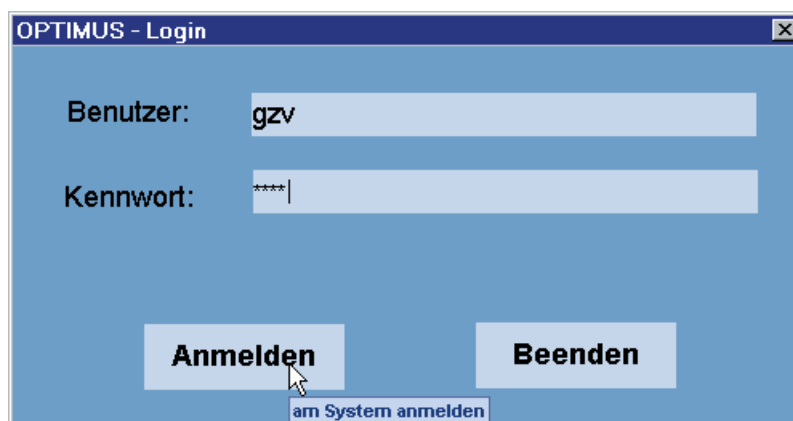 OPTIMUS - Login
Benutzer: gzv
Kennwort: ****
Anmelden Beenden
am System anmelden